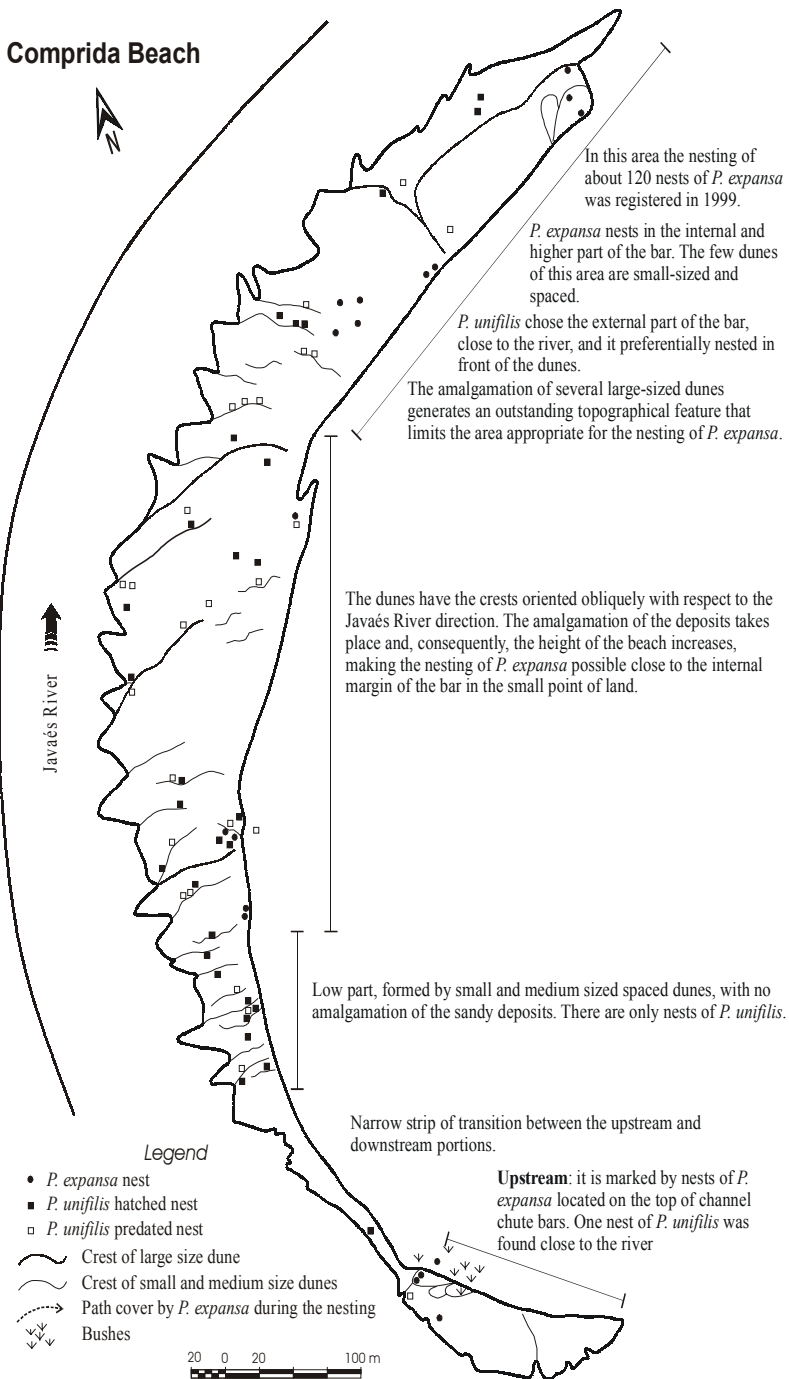 Comprida Beach
N
In this area the nesting of
about 120 nests of P. expansa
was registered in 1999.
P. expansa nests in the internal and
higher part of the bar. The few dunes
of this area are small-sized and
spaced.
P. unifilis chose the external part of the bar,
close to the river, and it preferentially nested in
front of the dunes.
The amalgamation of several large-sized dunes
generates an outstanding topographical feature that
limits the area appropriate for the nesting of P. expansa.
The dunes have the crests oriented obliquely with respect to the
Javaés River direction. The amalgamation of the deposits takes
place and, consequently, the height of the beach increases,
making the nesting of P. expansa possible close to the internal
margin of the bar in the small point of land.
Javaés River
Low part, formed by small and medium sized spaced dunes, with no
amalgamation of the sandy deposits. There are only nests of P. unifilis.
Narrow strip of transition between the upstream and
downstream portions.
Upstream: it is marked by nests of P.
expansa located on the top of channel
chute bars. One nest of P. unifilis was
found close to the river
Legend
P. expansa nest
P. unifilis hatched nest
P. unifilis predated nest
Crest of large size dune
Crest of small and medium size dunes
Path cover by P. expansa during the nesting
Bushes
20 0 20 100 m